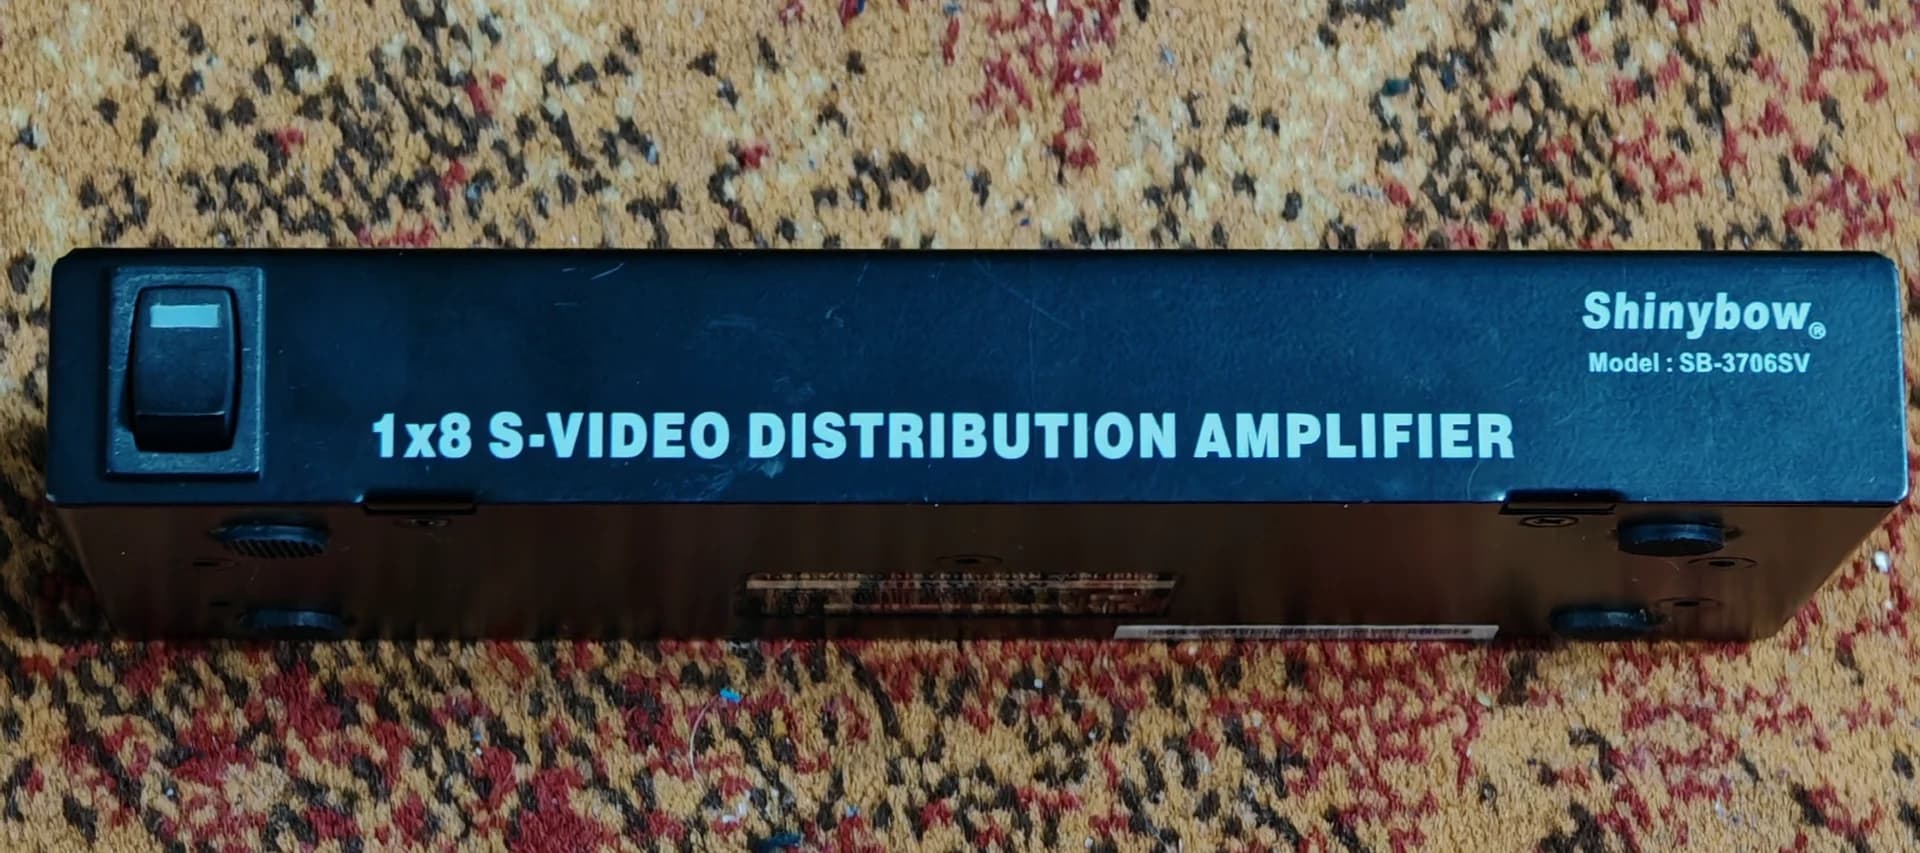 Shinybow®
Model : SB-3706SV
1x8 S-VIDEO DISTRIBUTION AMPLIFIER